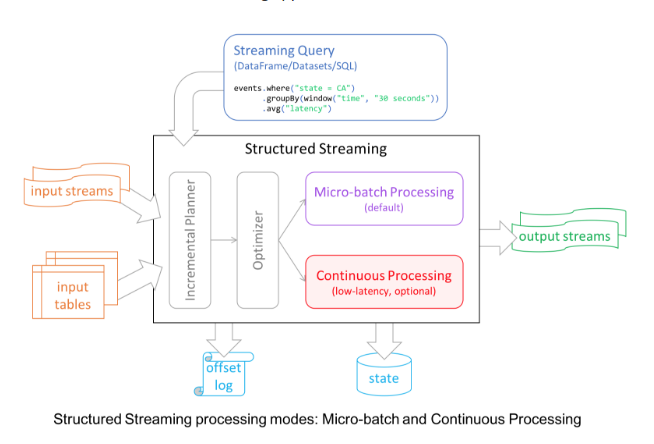 Streaming Query
(DataFrame/Datasets/SQL)
events.where("state = CA")
.groupBy(window("time", "30 seconds"))
.avg("latency")
Structured Streaming
input streams
input
tables
Incremental Planner
Optimizer
Micro-batch Processing
(default)
Continuous Processing
(low-latency, optional)
output streams
offset
log
state
Structured Streaming processing modes: Micro-batch and Continuous Processing